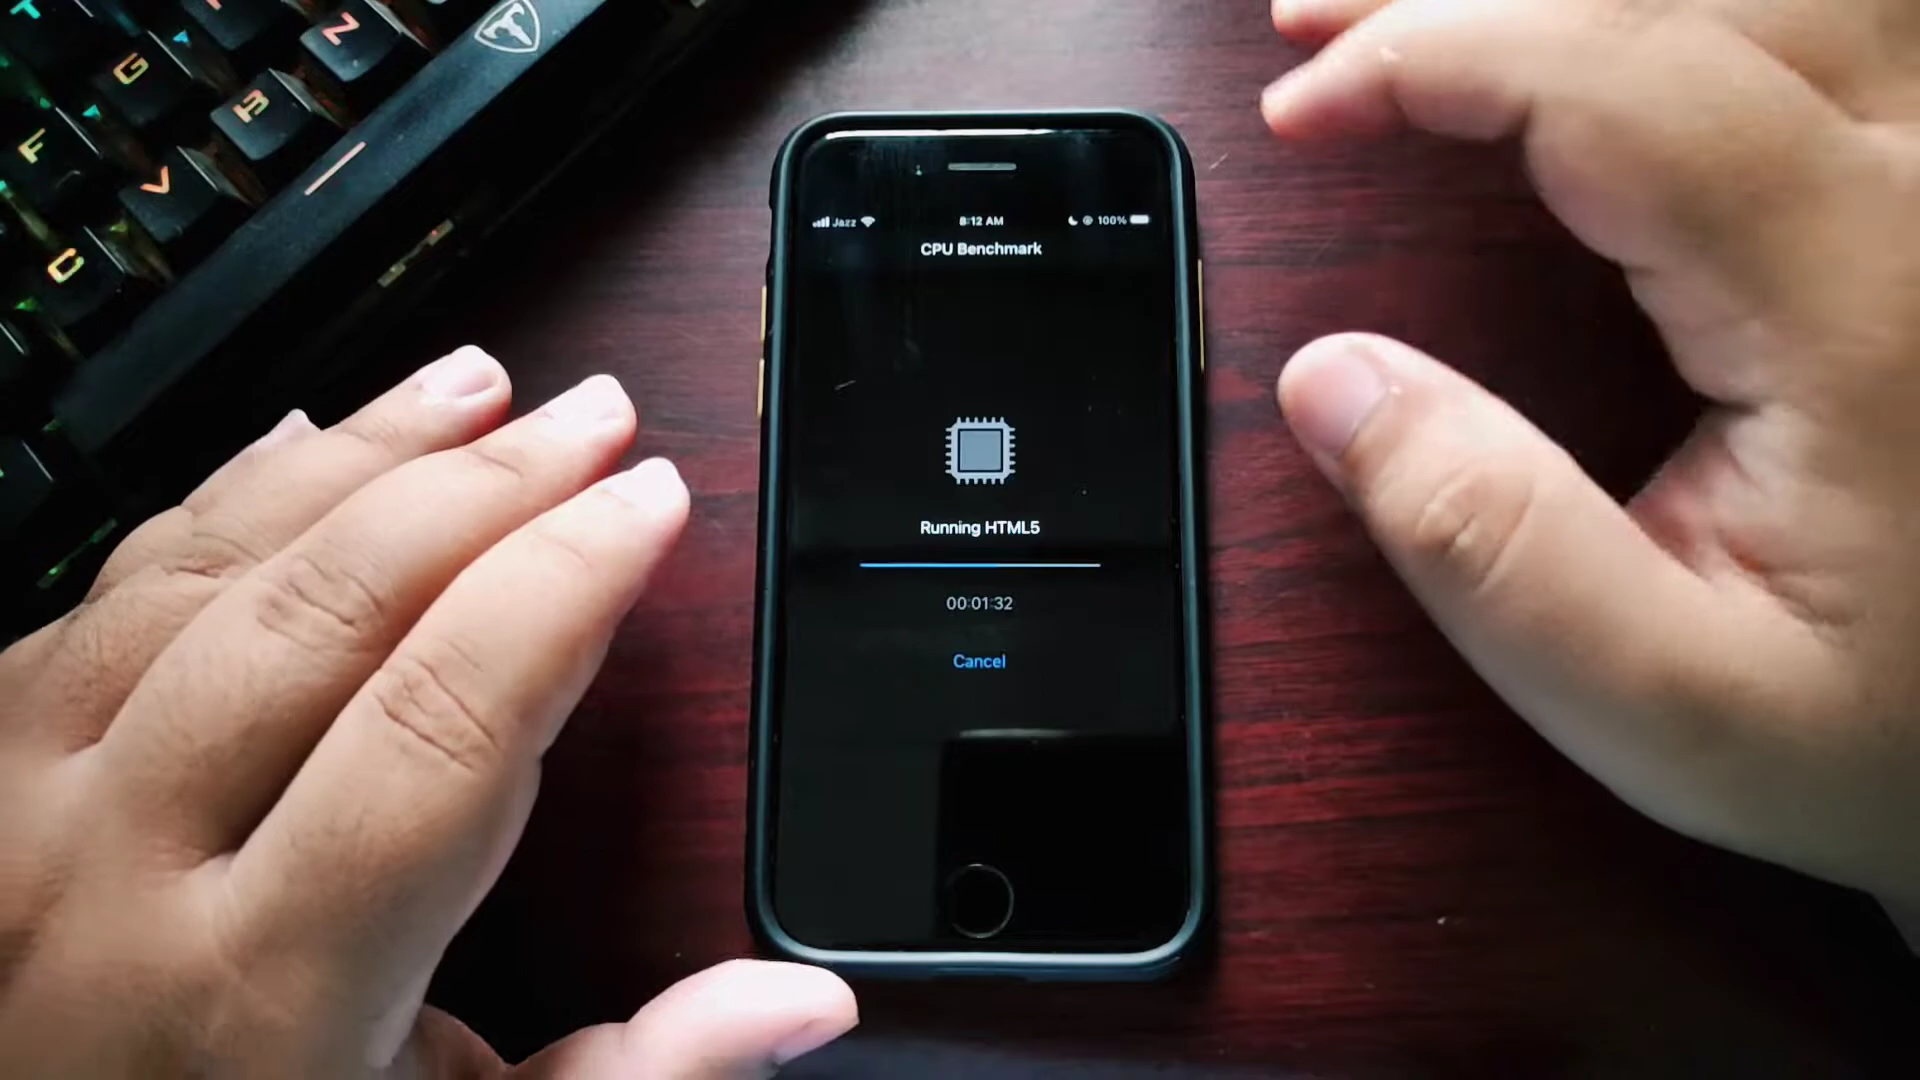 Z
G
B
F
V
C
Jazz 8:12 AM 100%
CPU Benchmark
Running HTML5
00:01:32
Cancel